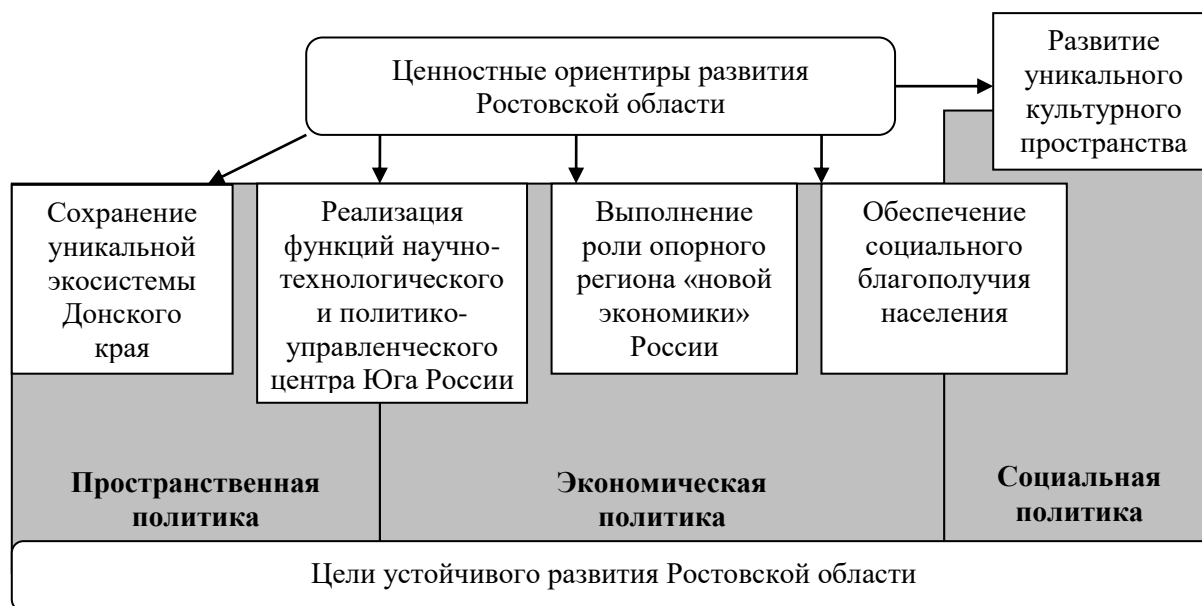 Ценностные ориентиры развития
Ростовской области
Развитие
уникального
культурного
пространства
Сохранение
уникальной
экосистемы
Донского
края
Реализация
функций научно-
технологического
и политико-
управленческого
центра Юга России
Выполнение
роли опорного
региона «новой
экономики»
России
Обеспечение
социального
благополучия
населения
Пространственная
политика
Экономическая
политика
Социальная
политика
Цели устойчивого развития Ростовской области